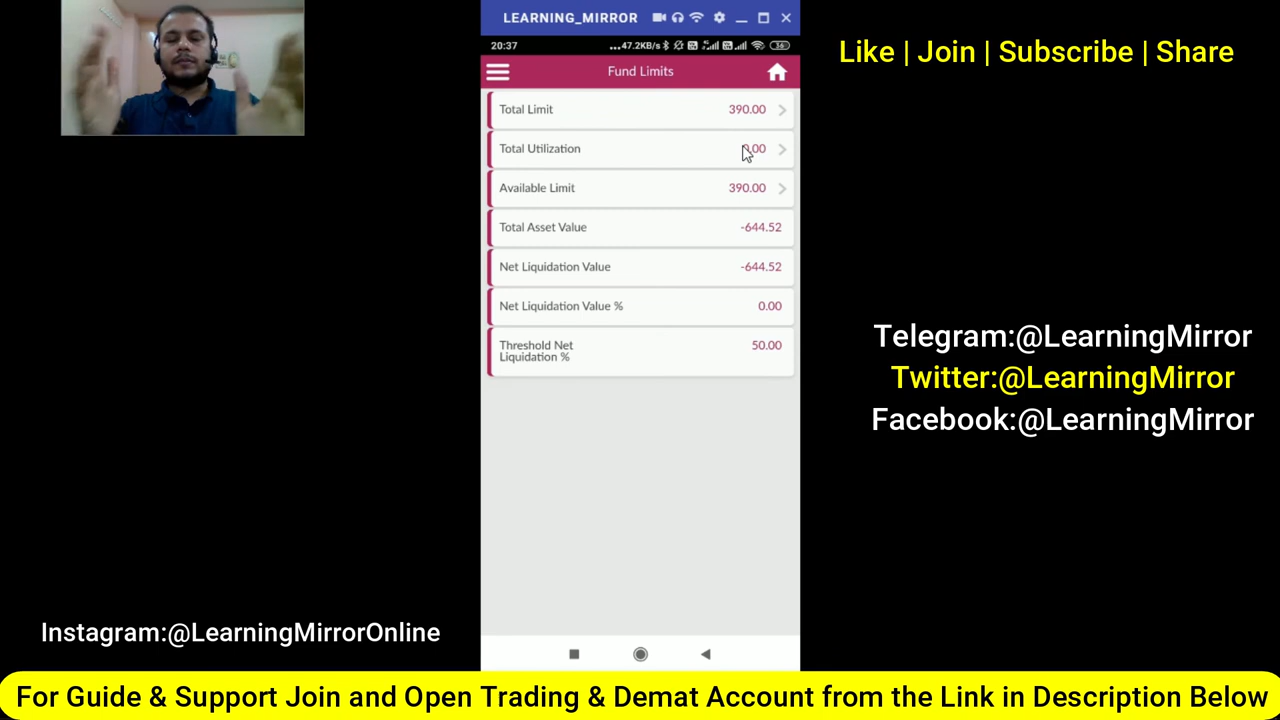 LEARNING_MIRROR
Like | Join | Subscribe | Share
20:37
...47.2KB/s
Fund Limits
Total Limit 390.00
Total Utilization 0.00
Available Limit 390.00
Total Asset Value -644.52
Net Liquidation Value -644.52
Net Liquidation Value % 0.00
Threshold Net
Liquidation % 50.00
Telegram:@LearningMirror
Twitter:@LearningMirror
Facebook:@LearningMirror
Instagram:@LearningMirrorOnline
For Guide & Support Join and Open Trading & Demat Account from the Link in Description Below